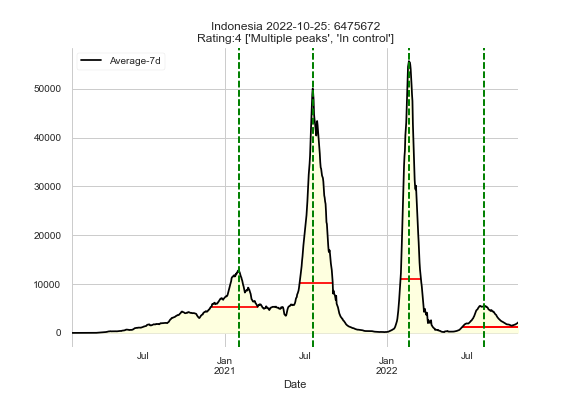 Indonesia 2022-10-25: 6475672
Rating:4 ['Multiple peaks', 'In control']
Average-7d
50000
40000
30000
20000
10000
0
Jul
Jan
2021
Jul
Jan
2022
Jul
Date